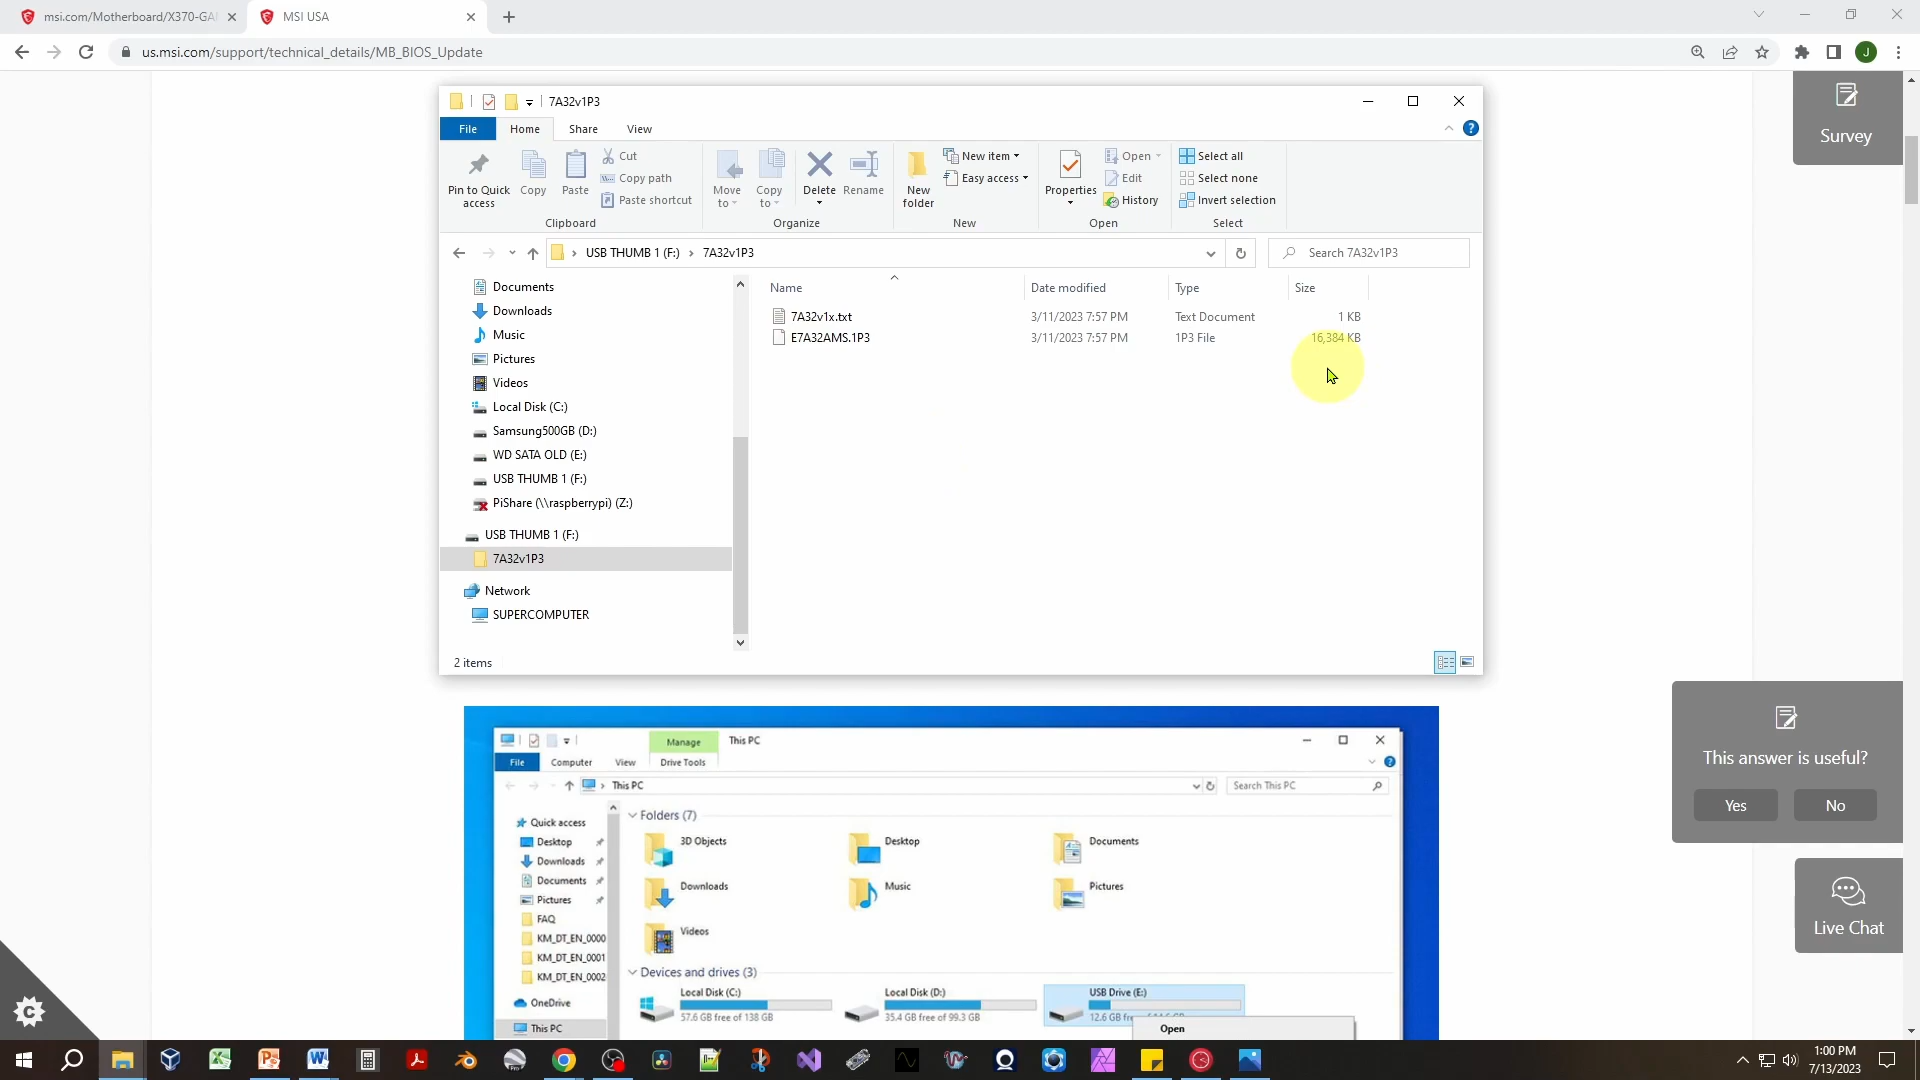 msi.com/Motherboard/X370-GA
MSI USA
us.msi.com/support/technical_details/MB_BIOS_Update
J
7A32v1P3
File
Home
Share
View
Pin to Quick access
Copy
Paste
Cut
Copy path
Paste shortcut
Clipboard
Move to
Copy to
Delete
Rename
Organize
New folder
New item
Easy access
New
Properties
Open
Edit
History
Open
Select all
Select none
Invert selection
Select
USB THUMB 1 (F:)
7A32v1P3
Search 7A32v1P3
Documents
Downloads
Music
Pictures
Videos
Local Disk (C:)
Samsung500GB (D:)
WD SATA OLD (E:)
USB THUMB 1 (F:)
PiShare (\\raspberrypi) (Z:)
USB THUMB 1 (F:)
7A32v1P3
Network
SUPERCOMPUTER
Name Date modified Type Size
7A32v1x.txt 3/11/2023 7:57 PM Text Document 1 KB
E7A32AMS.1P3 3/11/2023 7:57 PM 1P3 File 16,384 KB
2 items
Survey
This answer is useful?
Yes
No
Live Chat
Manage
This PC
File
Computer
View
Drive Tools
This PC
Search This PC
Quick access
Desktop
Downloads
Documents
Pictures
FAQ
KM_DT_EN_0000
KM_DT_EN_0001
KM_DT_EN_0002
OneDrive
This PC
Folders (7)
3D Objects
Desktop
Documents
Downloads
Music
Pictures
Videos
Devices and drives (3)
Local Disk (C:)
57.6 GB free of 138 GB
Local Disk (D:)
35.4 GB free of 99.3 GB
USB Drive (E:)
12.6 GB
Open
1:00 PM
7/13/2023